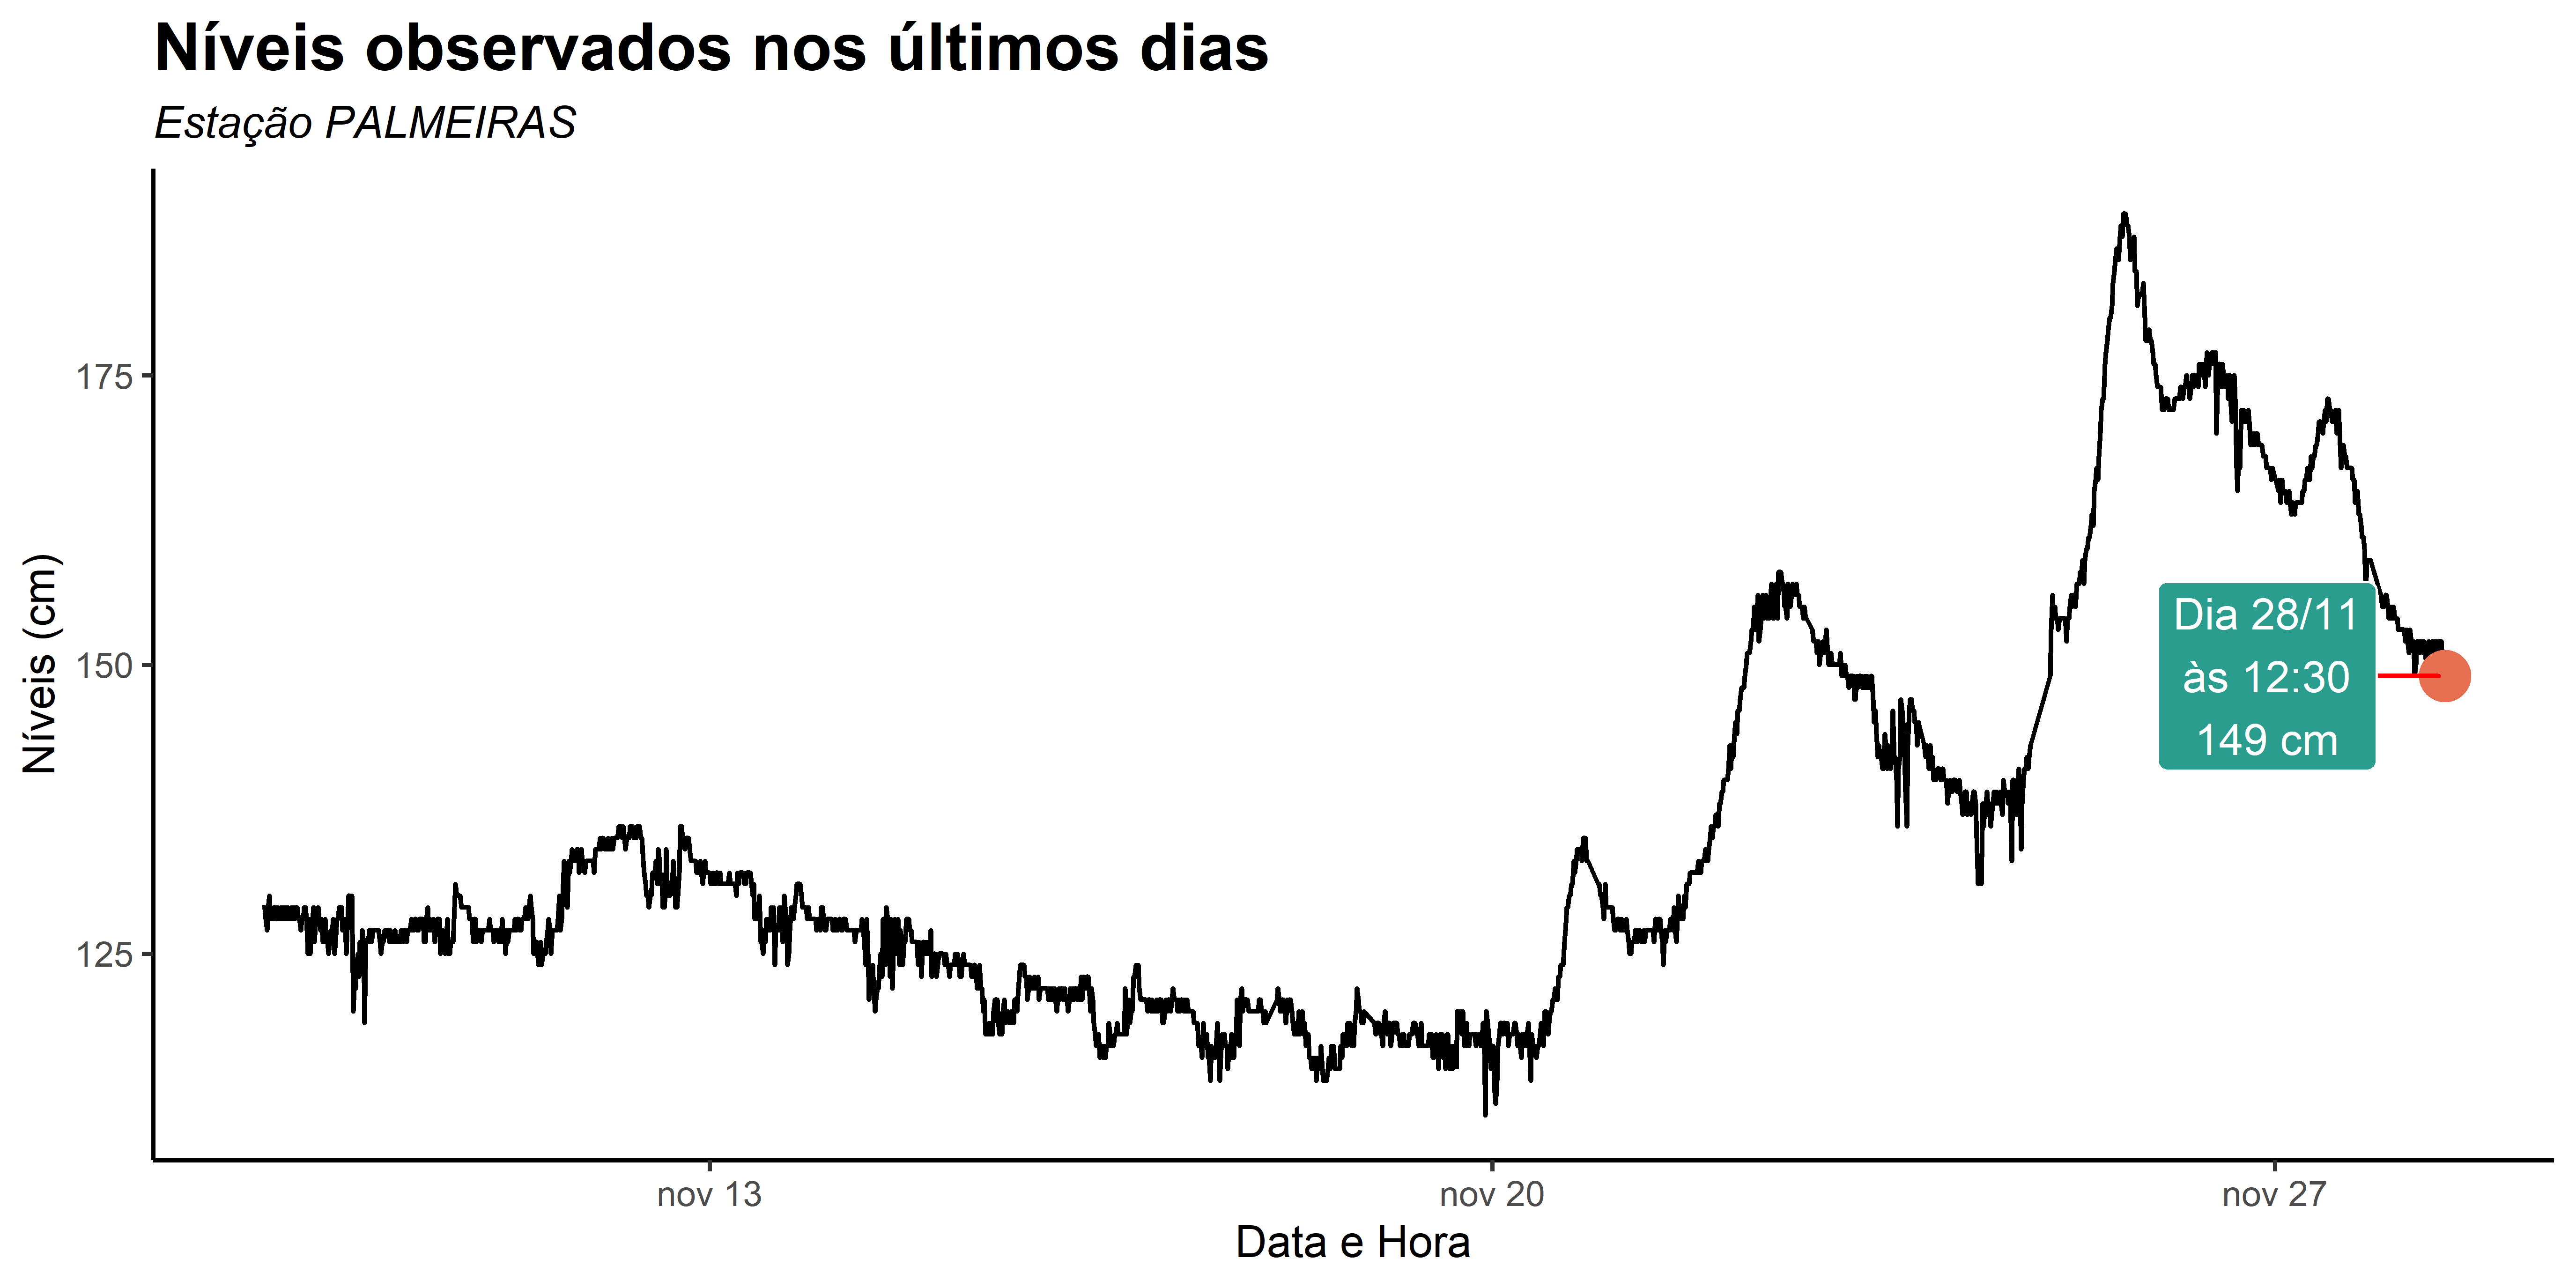 Níveis observados nos últimos dias
Estação PALMEIRAS
Níveis (cm)
175
150
125
Dia 28/11
às 12:30
149 cm
nov 13
nov 20
nov 27
Data e Hora